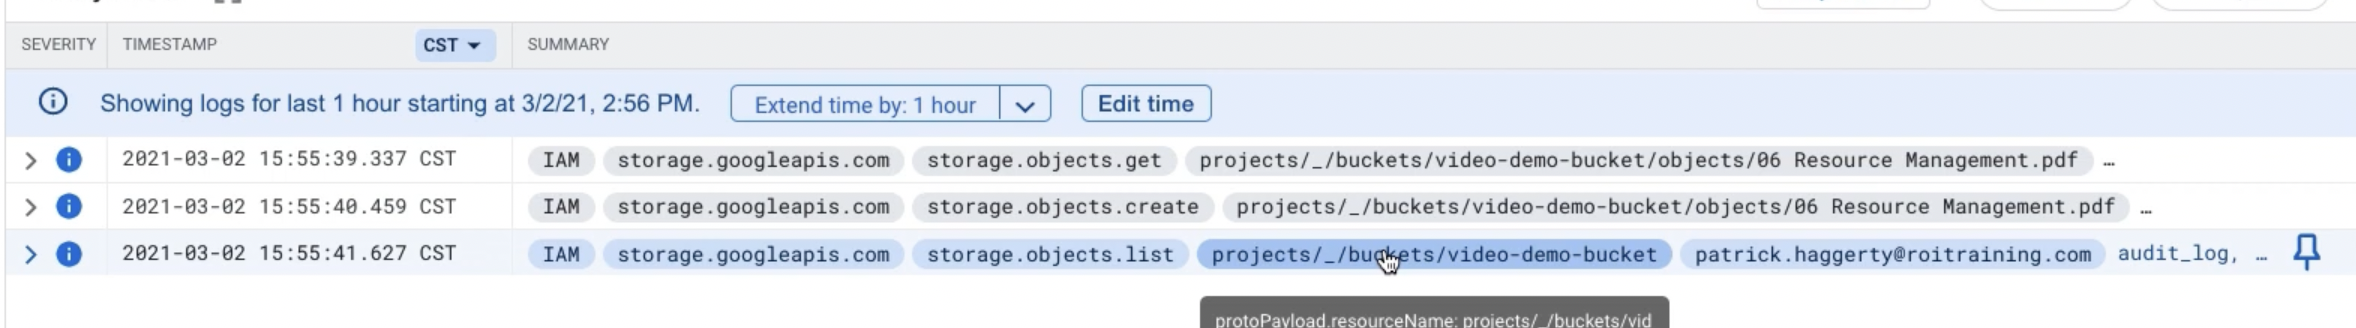 SEVERITY TIMESTAMP CST SUMMARY
Showing logs for last 1 hour starting at 3/2/21, 2:56 PM. Extend time by: 1 hour Edit time
2021-03-02 15:55:39.337 CST IAM storage.googleapis.com storage.objects.get projects/_/buckets/video-demo-bucket/objects/06 Resource Management.pdf …
2021-03-02 15:55:40.459 CST IAM storage.googleapis.com storage.objects.create projects/_/buckets/video-demo-bucket/objects/06 Resource Management.pdf …
2021-03-02 15:55:41.627 CST IAM storage.googleapis.com storage.objects.list projects/_/buckets/video-demo-bucket patrick.haggerty@roitraining.com audit_log, …
protoPayload.resourceName: projects/_/buckets/vid